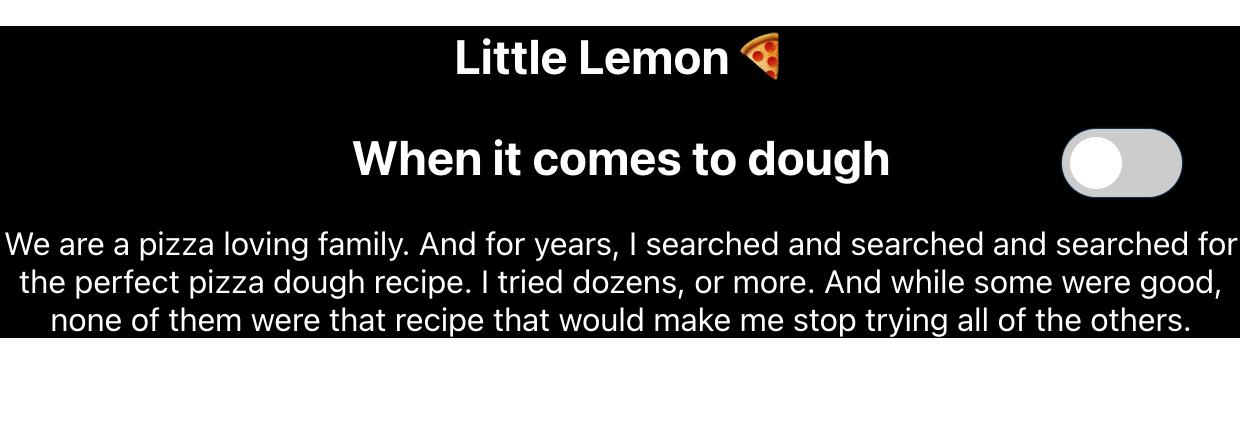 Little Lemon 🍕
When it comes to dough
We are a pizza loving family. And for years, I searched and searched and searched for
the perfect pizza dough recipe. I tried dozens, or more. And while some were good,
none of them were that recipe that would make me stop trying all of the others.